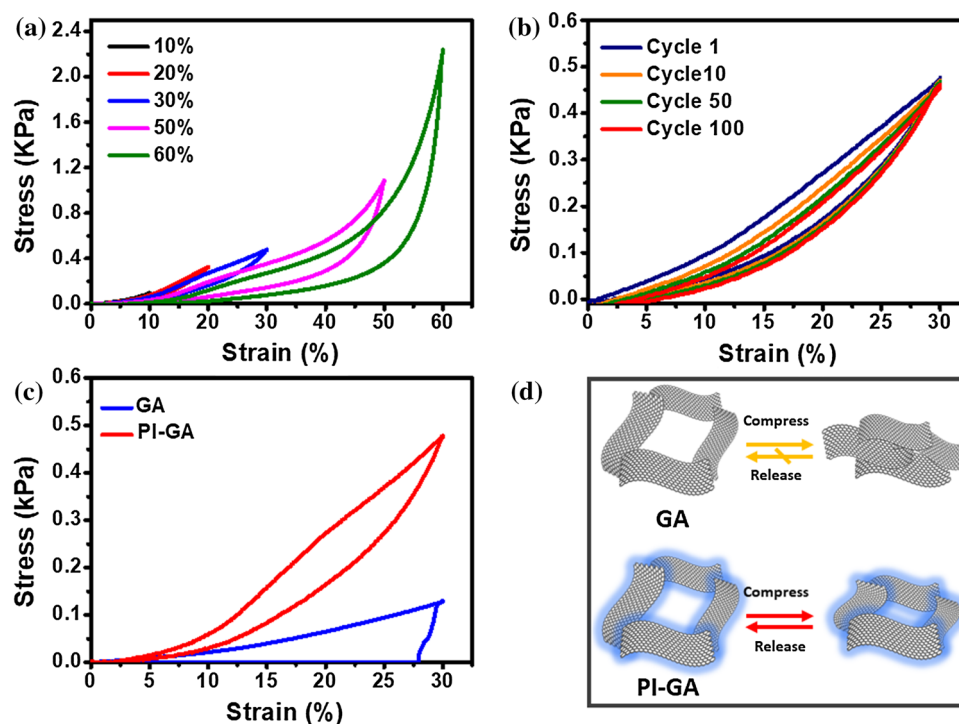 (a)
2.4
2.0
1.6
1.2
0.8
0.4
0.0
Stress (KPa)
10%
20%
30%
50%
60%
0 10 20 30 40 50 60
Strain (%)
(b)
0.6
0.5
0.4
0.3
0.2
0.1
0.0
Stress (KPa)
Cycle 1
Cycle10
Cycle 50
Cycle 100
0 5 10 15 20 25 30
Strain (%)
(c)
0.6
0.5
0.4
0.3
0.2
0.1
0.0
Stress (kPa)
GA
PI-GA
0 5 10 15 20 25 30
Strain (%)
(d)
Compress
Release
GA
Compress
Release
PI-GA